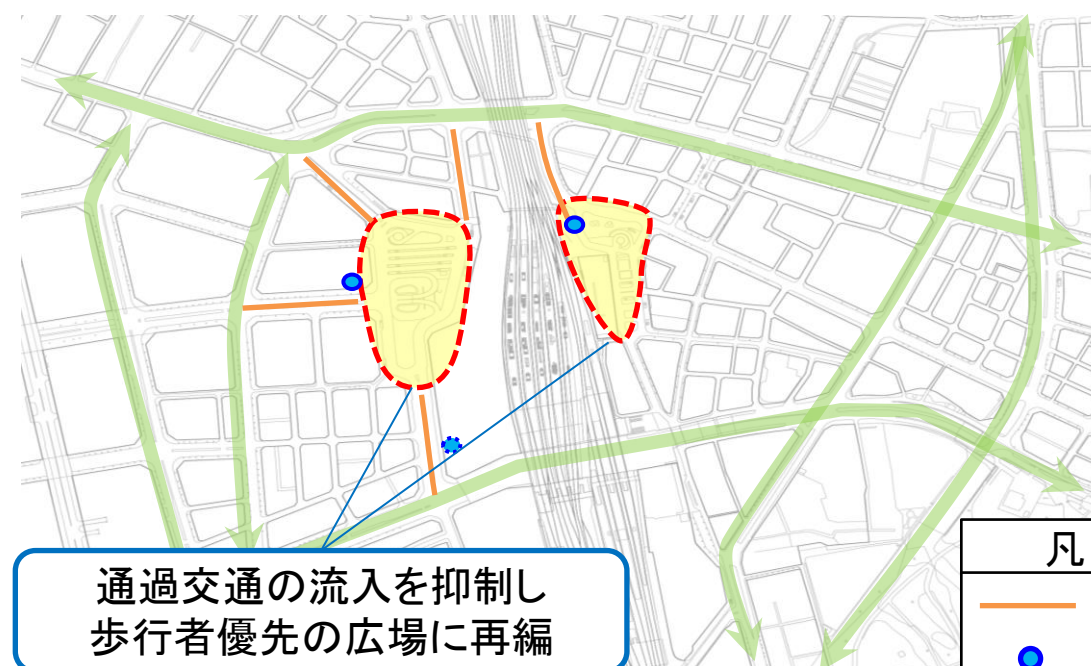 通過交通の流入を抑制し
歩行者優先の広場に再編
凡